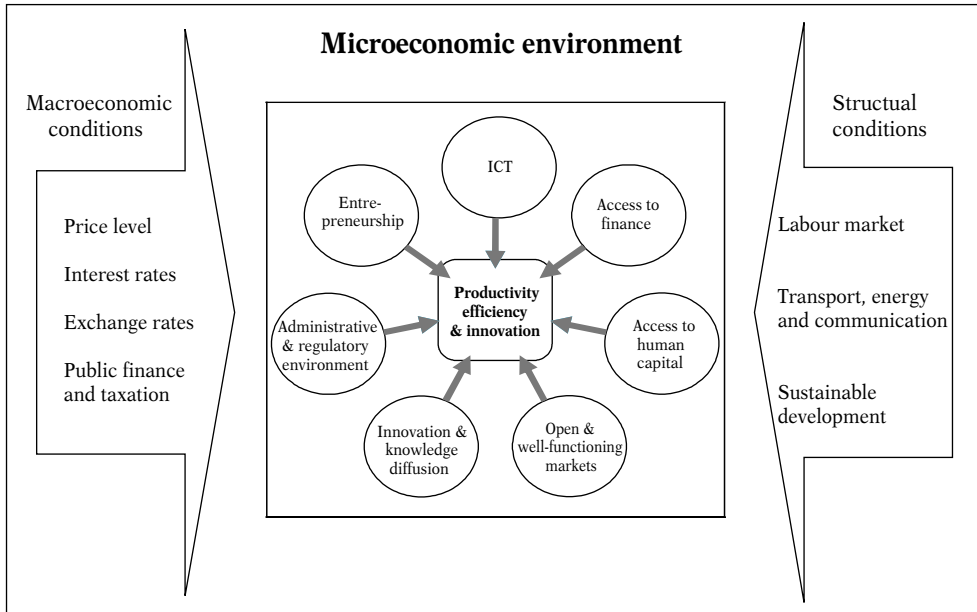 Microeconomic environment
Macroeconomic
conditions
Price level
Interest rates
Exchange rates
Public finance
and taxation
ICT
Entre-
preneurship
Access to
finance
Productivity
efficiency
& innovation
Administrative
& regulatory
environment
Access to
human
capital
Innovation &
knowledge
diffusion
Open &
well-functioning
markets
Structual
conditions
Labour market
Transport, energy
and communication
Sustainable
development